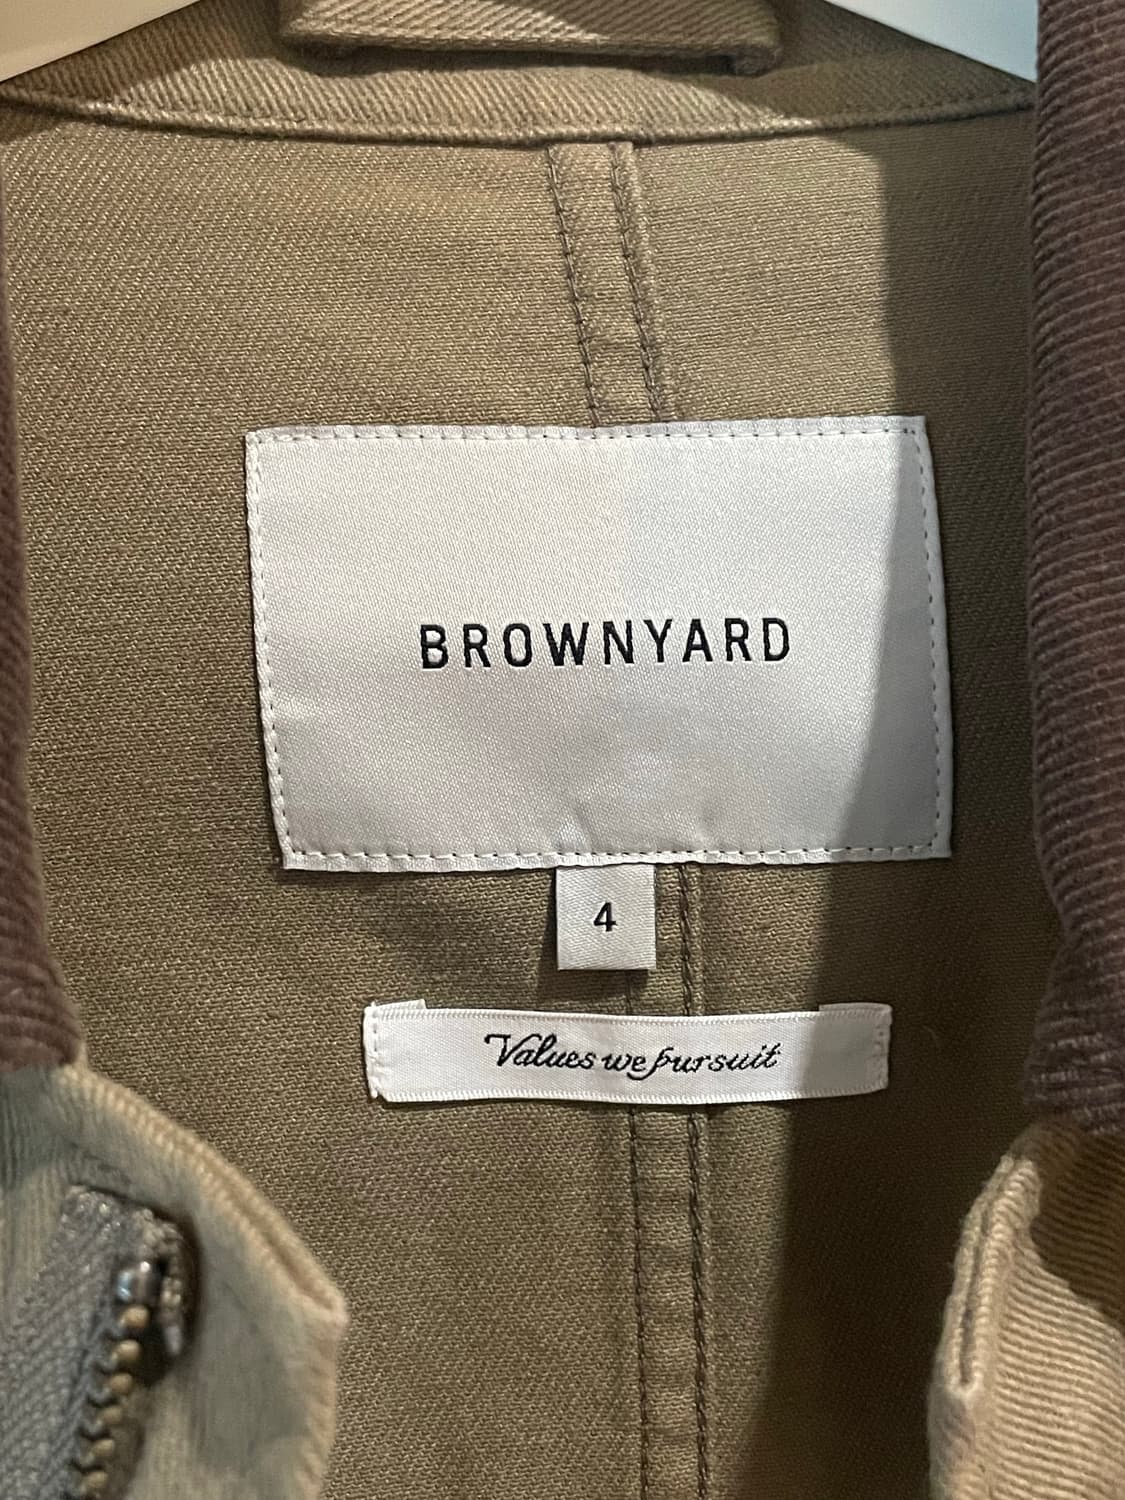 BROWNYARD
4
Values we pursuit